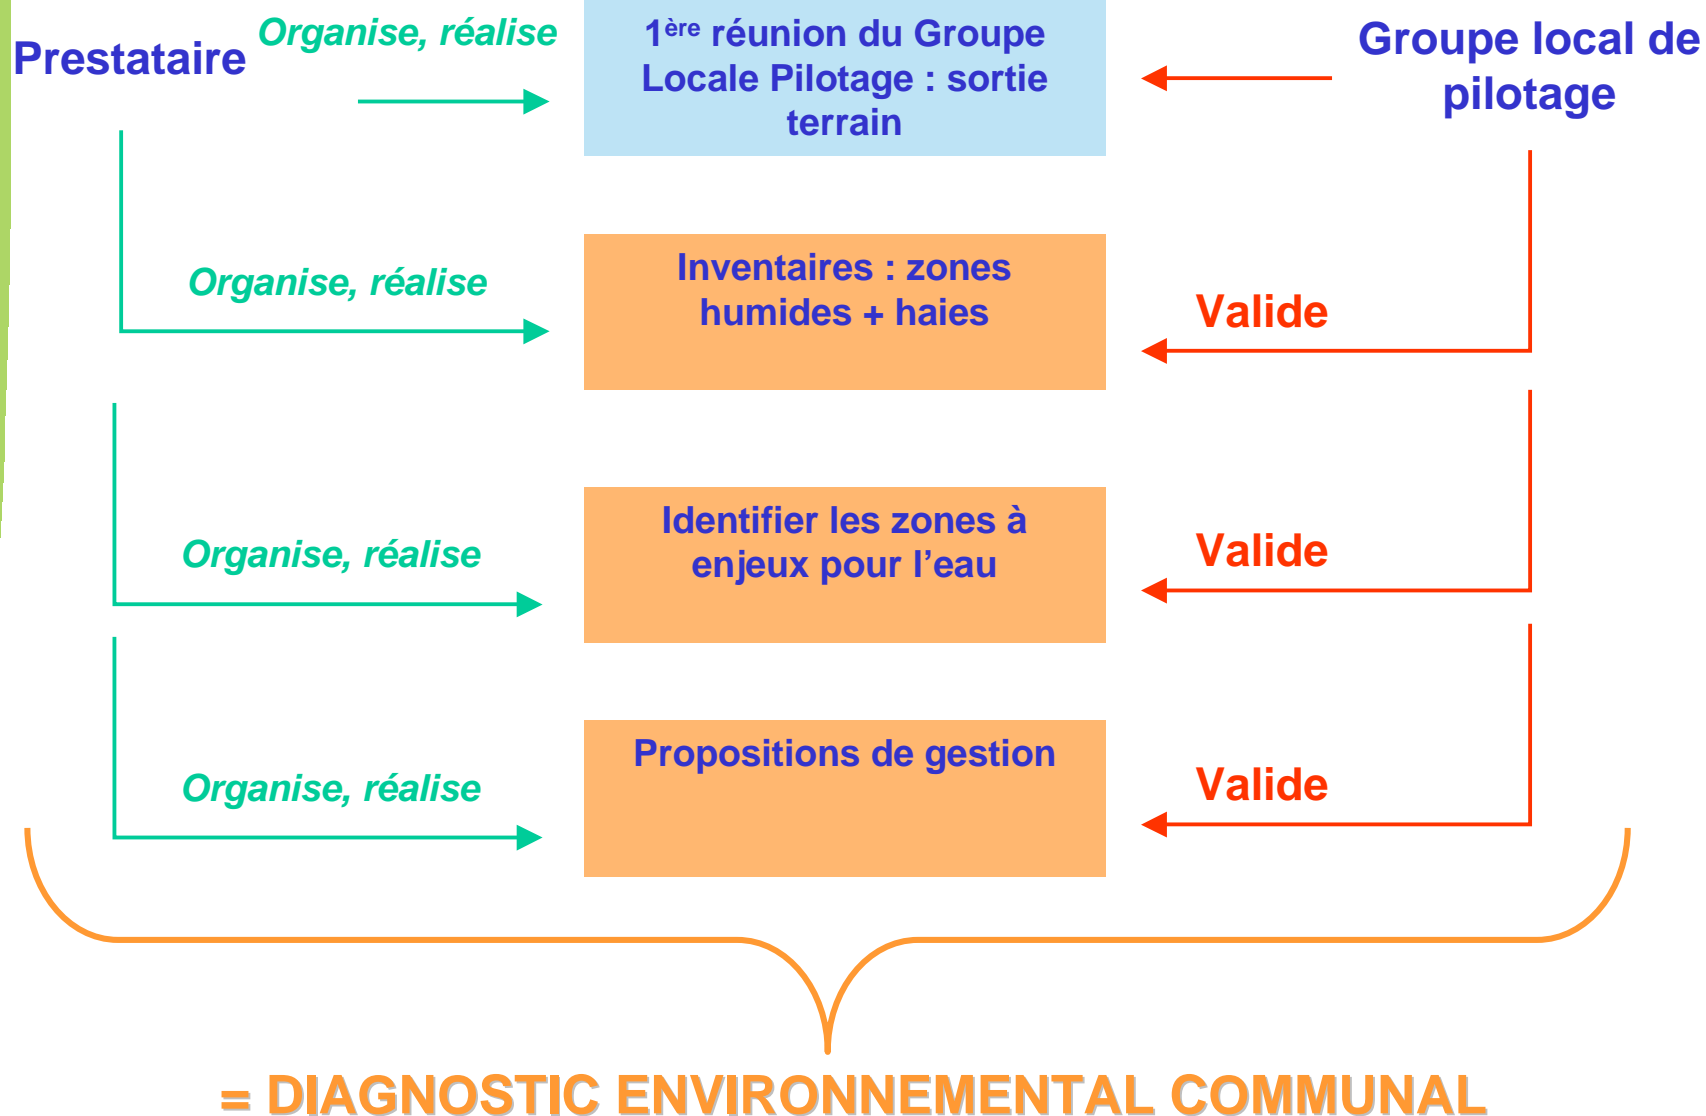 Prestataire
Organise, réalise
1ère réunion du Groupe
Locale Pilotage : sortie
terrain
Groupe local de
pilotage
Organise, réalise
Inventaires : zones
humides + haies
Valide
Organise, réalise
Identifier les zones à
enjeux pour l’eau
Valide
Organise, réalise
Propositions de gestion
Valide
= DIAGNOSTIC ENVIRONNEMENTAL COMMUNAL